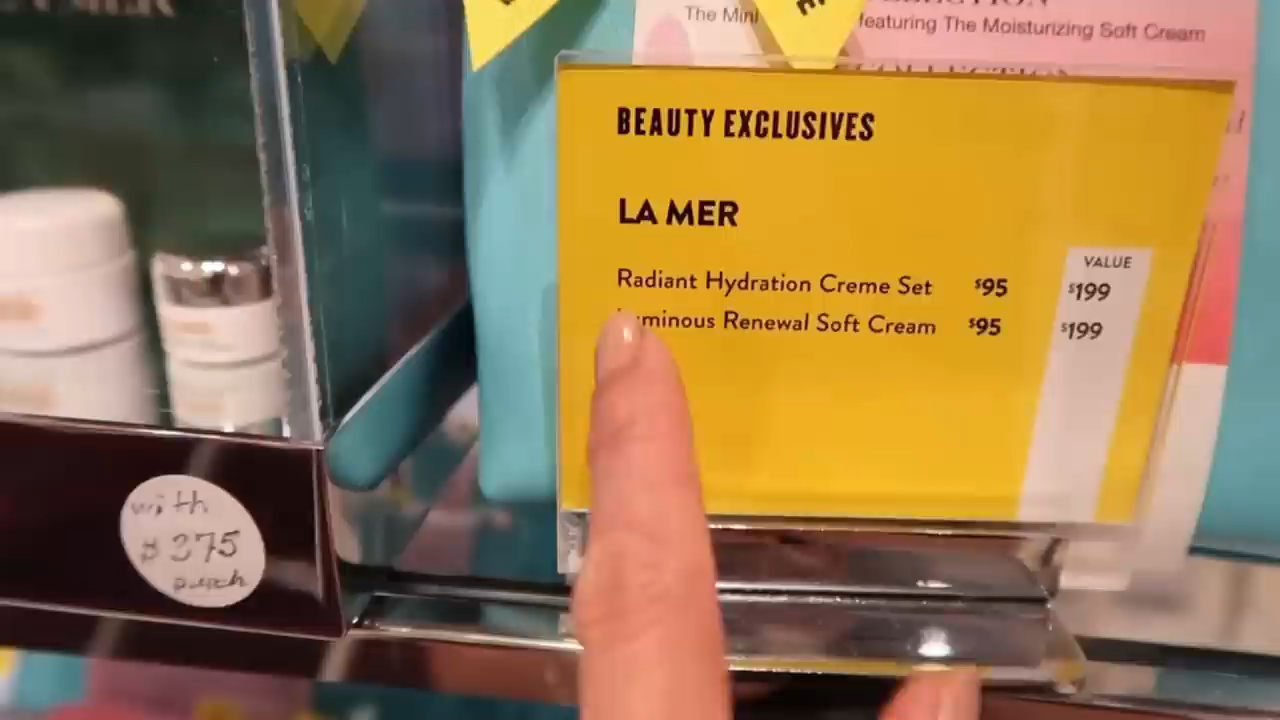 The Mini
featuring The Moisturizing Soft Cream
BEAUTY EXCLUSIVES
LA MER
VALUE
Radiant Hydration Creme Set $95 $199
Luminous Renewal Soft Cream $95 $199
with
$375
purch